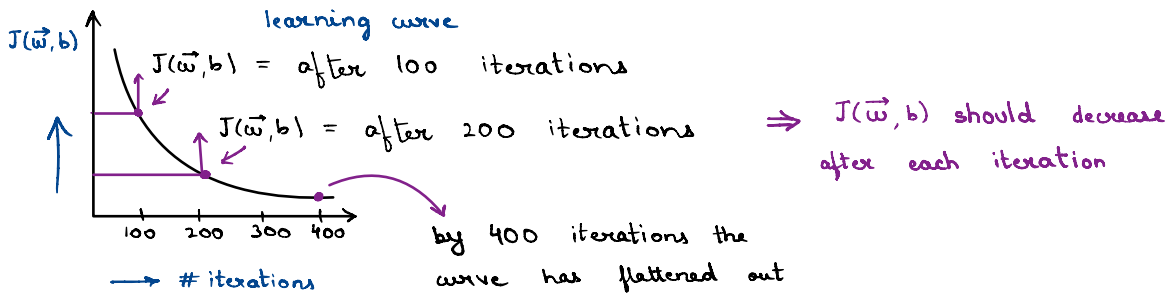 learning curve
J(w⃗,b)
J(w⃗,b) = after 100 iterations
J(w⃗,b) = after 200 iterations
⇒ J(w⃗,b) should decrease
after each iteration
100 200 300 400
by 400 iterations the
curve has flattened out
→ # iterations